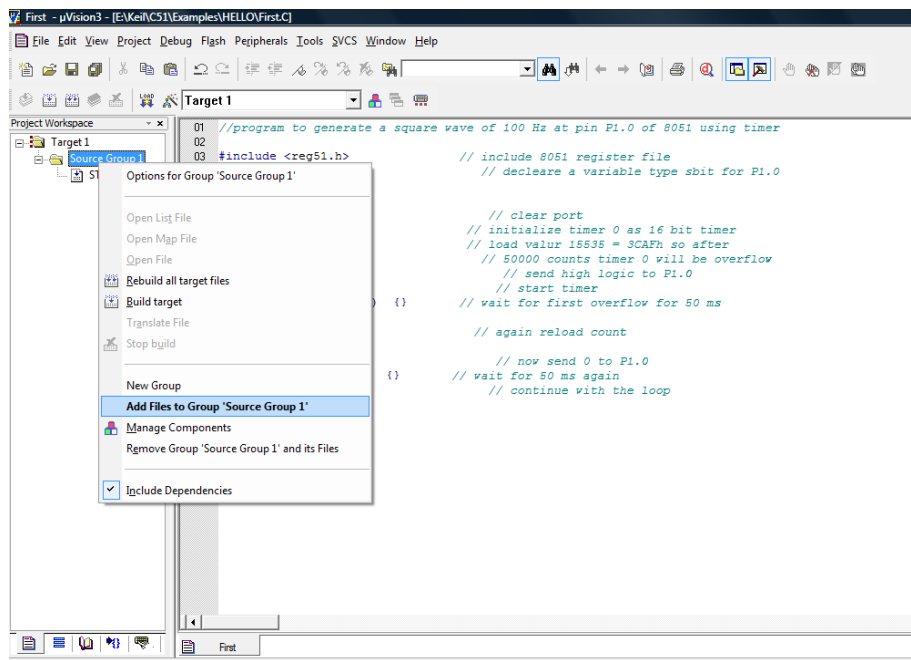 First - µVision3 - [E:\Keil\C51\Examples\HELLO\First.C]
File Edit View Project Debug Flash Peripherals Tools SVCS Window Help
LOAD
Target 1
Project Workspace
Target 1
Source Group 1
ST
Options for Group 'Source Group 1'
Open List File
Open Map File
Open File
Rebuild all target files
Build target
Translate File
Stop build
New Group
Add Files to Group 'Source Group 1'
Manage Components
Remove Group 'Source Group 1' and its Files
Include Dependencies
01 //program to generate a square wave of 100 Hz at pin P1.0 of 8051 using timer
02
03 #include <reg51.h> // include 8051 register file
// decleare a variable type sbit for P1.0
// clear port
// initialize timer 0 as 16 bit timer
// load valur 15535 = 3CAFh so after
// 50000 counts timer 0 will be overflow
// send high logic to P1.0
// start timer
) {} // wait for first overflow for 50 ms
// again reload count
// now send 0 to P1.0
{} // wait for 50 ms again
// continue with the loop
First